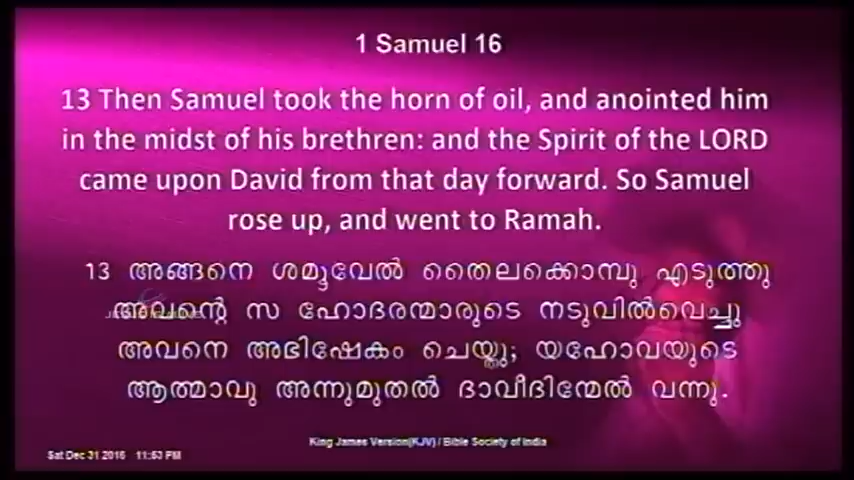 1 Samuel 16
13 Then Samuel took the horn of oil, and anointed him
in the midst of his brethren: and the Spirit of the LORD
came upon David from that day forward. So Samuel
rose up, and went to Ramah.
13 അങ്ങനെ ശമൂവേൽ തൈലക്കൊമ്പു എടുത്തു
അവന്റെ സ ഹോദരന്മാരുടെ നടുവിൽവെച്ചു
അവനെ അഭിഷേകം ചെയ്തു; യഹോവയുടെ
ആത്മാവു അന്നുമുതൽ ദാവീദിന്മേൽ വന്നു.
King James Version(KJV) / Bible Society of India
Sat Dec 31 2016 11:53 PM